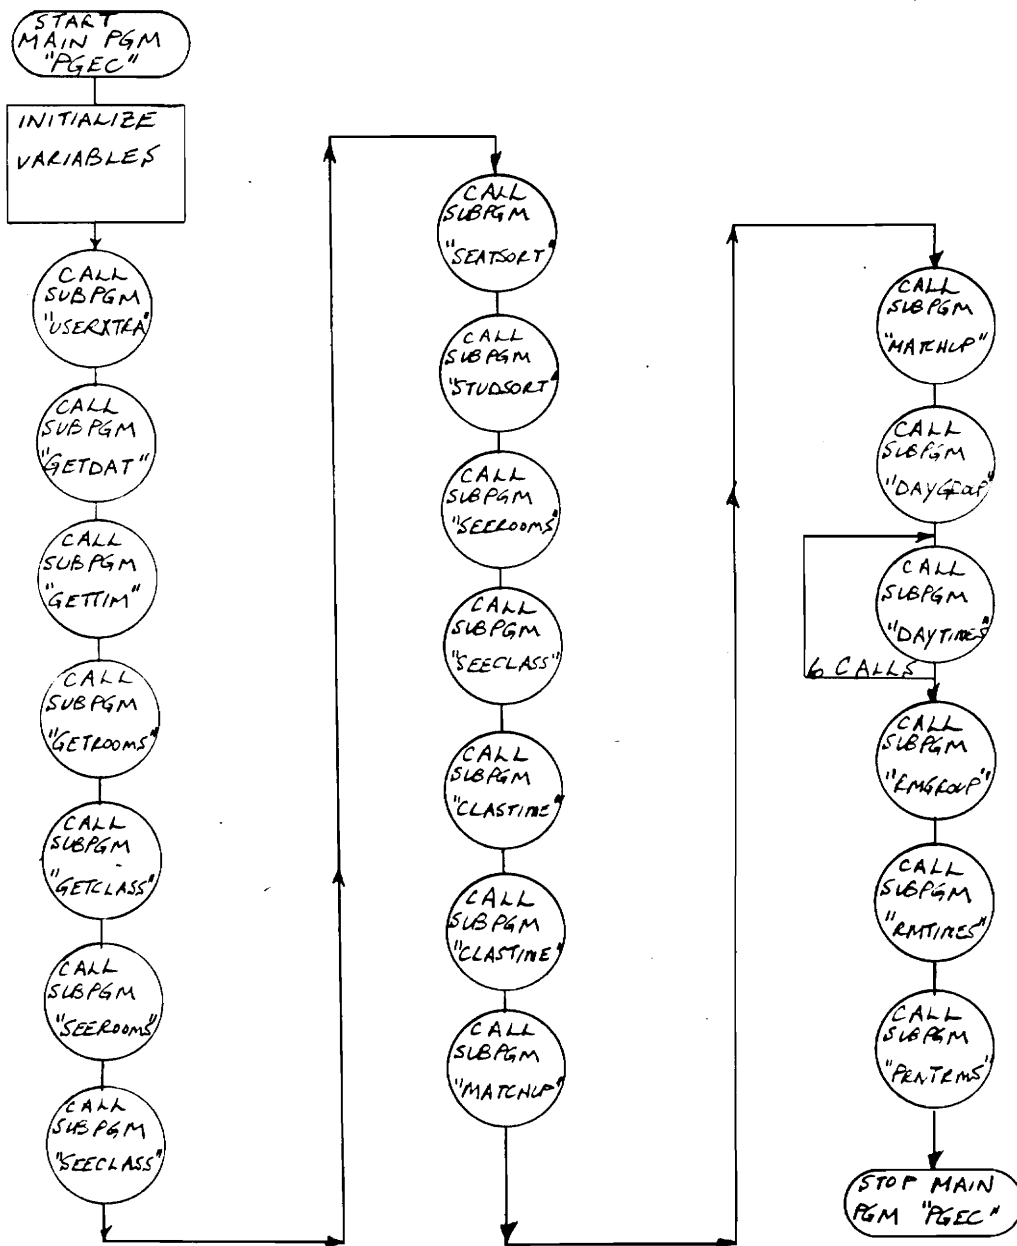 START
MAIN PGM
"PGEC"
INITIALIZE
VARIABLES
CALL
SUBPGM
"USERXTRA"
CALL
SUBPGM
"GETDAT"
CALL
SUBPGM
"GETTIM"
CALL
SUBPGM
"GETROOMS"
CALL
SUBPGM
"GETCLASS"
CALL
SUBPGM
"SEEROOMS"
CALL
SUBPGM
"SEECLASS"
CALL
SUBPGM
"SEATSORT"
CALL
SUBPGM
"STUDSORT"
CALL
SUBPGM
"SEEROOMS"
CALL
SUBPGM
"SEECLASS"
CALL
SUBPGM
"CLASTIME"
CALL
SUBPGM
"CLASTIME"
CALL
SUBPGM
"MATCHUP"
CALL
SUBPGM
"MATCHUP"
CALL
SUBPGM
"DAYGROUP"
CALL
SUBPGM
"DAYTIMES"
6 CALLS
CALL
SUBPGM
"RMGROUP"
CALL
SUBPGM
"RMTIMES"
CALL
SUBPGM
"PRNTRMS"
STOP MAIN
PGM "PGEC"